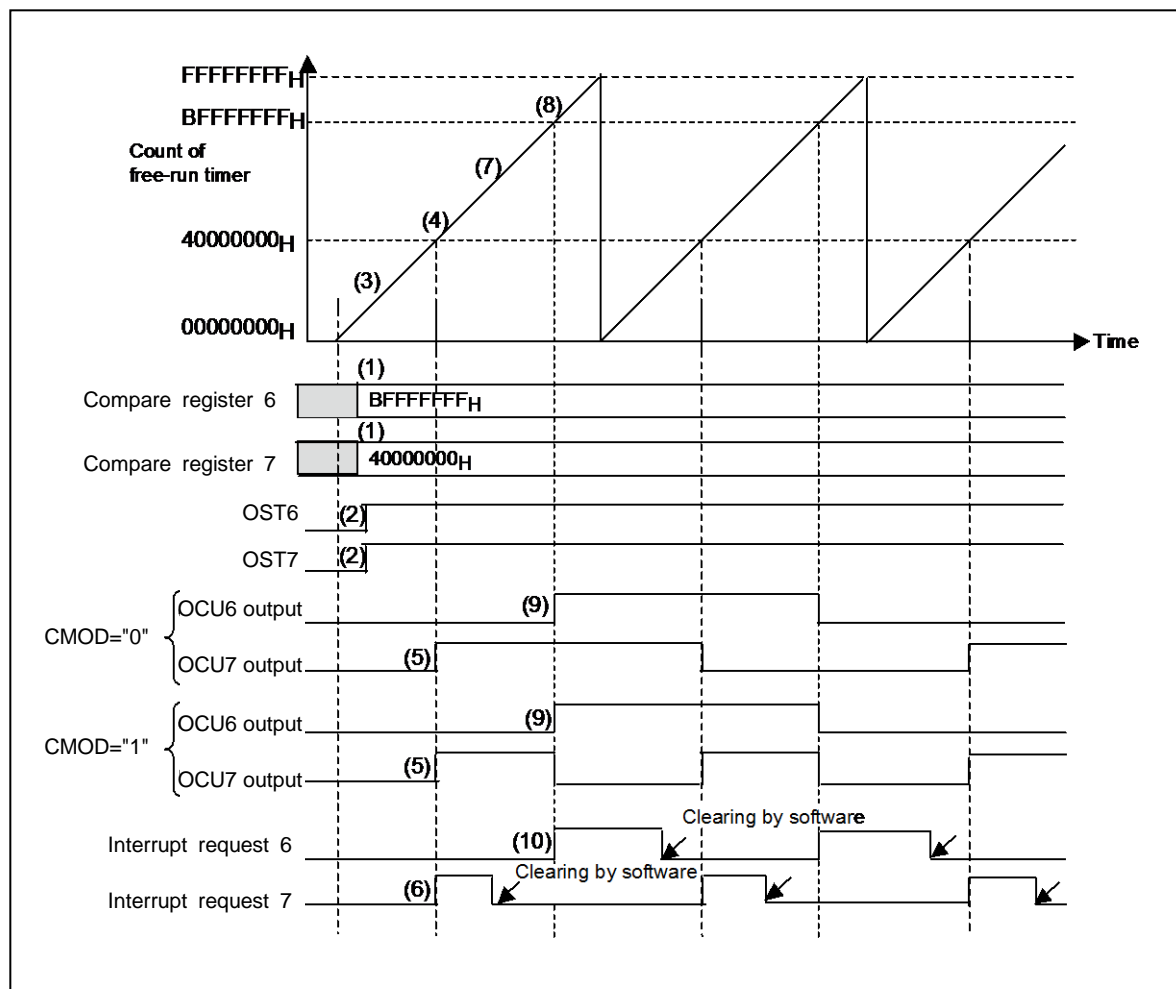 FFFFFFFFH
BFFFFFFFH
(8)
Count of
free-run timer
(7)
(4)
40000000H
(3)
00000000H
Time
(1)
Compare register 6
BFFFFFFFH
(1)
Compare register 7
40000000H
OST6
(2)
OST7
(2)
CMOD="0"
OCU6 output
(9)
OCU7 output
(5)
CMOD="1"
OCU6 output
(9)
OCU7 output
(5)
Clearing by software
Interrupt request 6
(10)
Clearing by software
Interrupt request 7
(6)